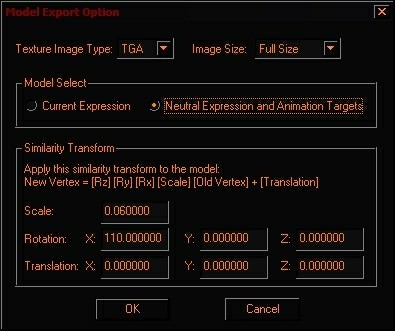 Model Export Option
Texture Image Type: TGA Image Size: Full Size
Model Select
Current Expression Neutral Expression and Animation Targets
Similarity Transform
Apply this similarity transform to the model:
New Vertex = [Rz] [Ry] [Rx] [Scale] [Old Vertex] + [Translation]
Scale: 0.060000
Rotation: X: 110.000000 Y: 0.000000 Z: 0.000000
Translation: X: 0.000000 Y: 0.000000 Z: 0.000000
OK Cancel